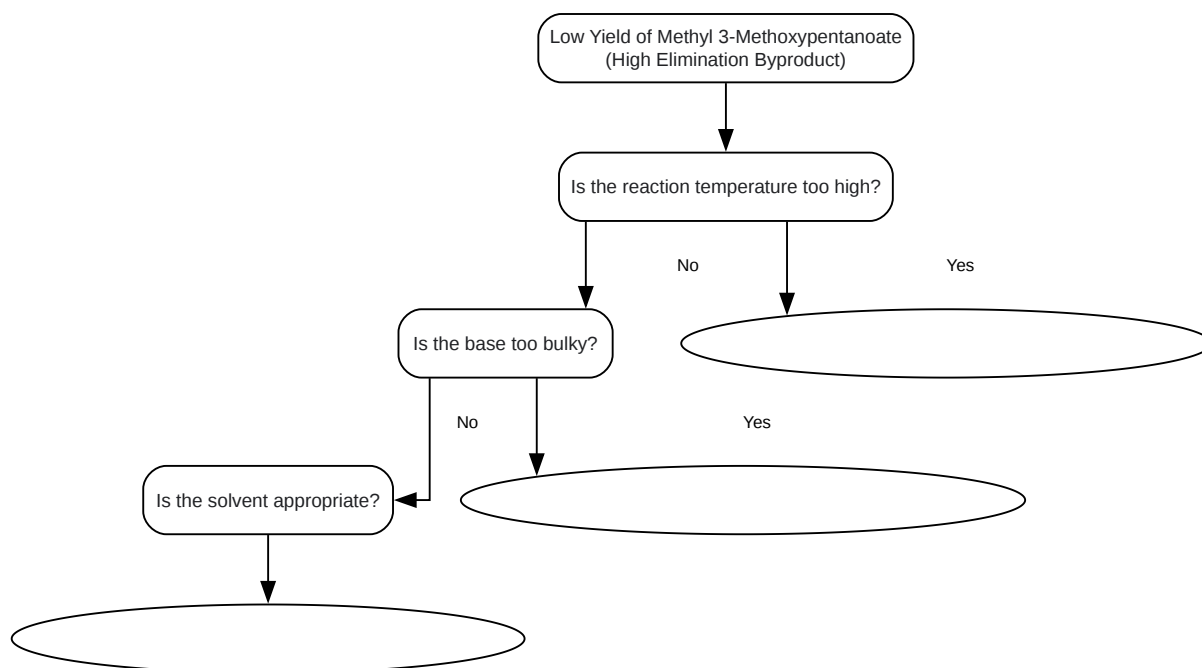 Low Yield of Methyl 3-Methoxypentanoate
(High Elimination Byproduct)
Is the reaction temperature too high?
No
Yes
Is the base too bulky?
No
Yes
Is the solvent appropriate?